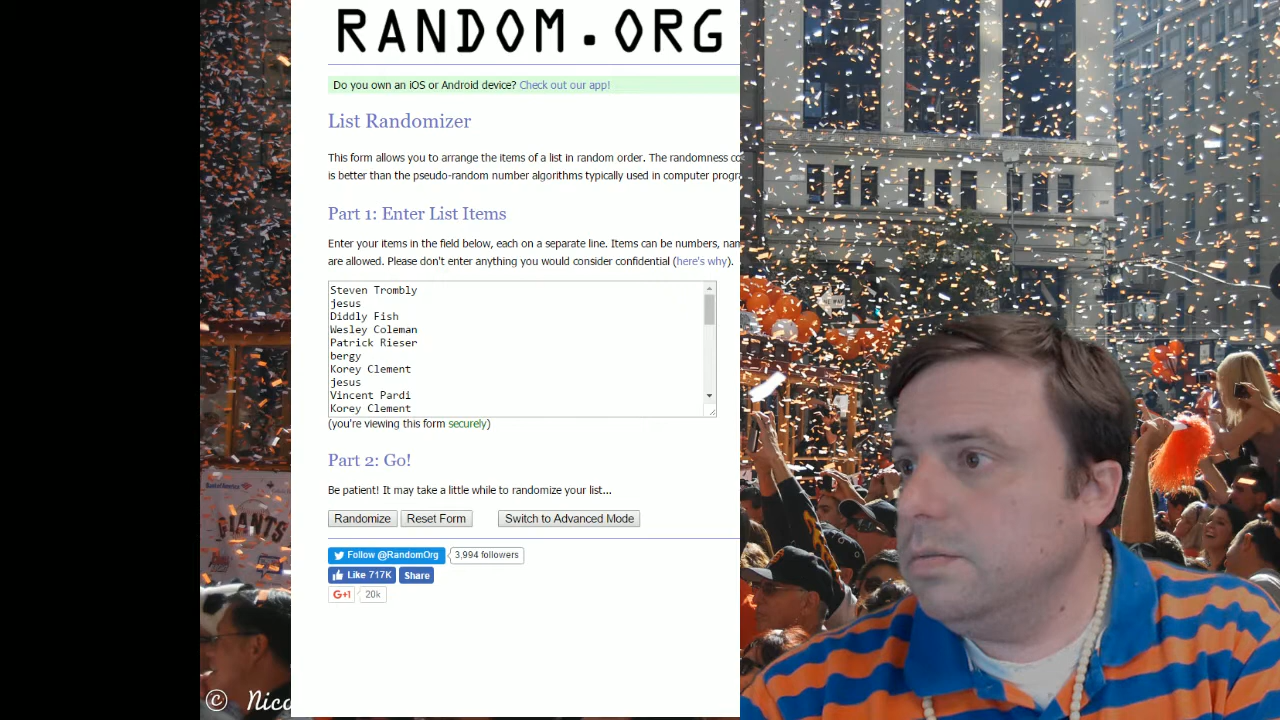 RANDOM.ORG
Do you own an iOS or Android device? Check out our app!
List Randomizer
This form allows you to arrange the items of a list in random order. The randomness
is better than the pseudo-random number algorithms typically used in computer
Part 1: Enter List Items
Enter your items in the field below, each on a separate line. Items can be numbers,
are allowed. Please don't enter anything you would consider confidential (here's why).
Steven Trombly
jesus
Diddly Fish
Wesley Coleman
Patrick Rieser
bergy
Korey Clement
jesus
Vincent Pardi
Korey Clement
(you're viewing this form securely)
Part 2: Go!
Be patient! It may take a little while to randomize your list...
Randomize Reset Form Switch to Advanced Mode
Follow @RandomOrg 3,994 followers
Like 717K Share
G+1 20k
GIANTS
© Nico